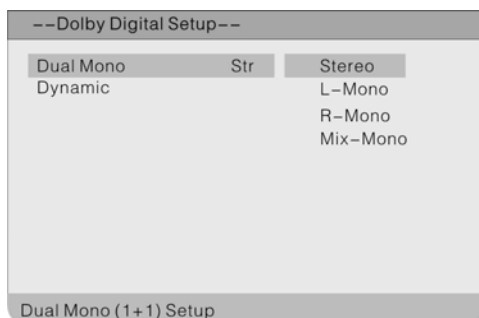 --Dolby Digital Setup--
Dual Mono Str Stereo
Dynamic L-Mono
R-Mono
Mix-Mono
Dual Mono (1+1) Setup